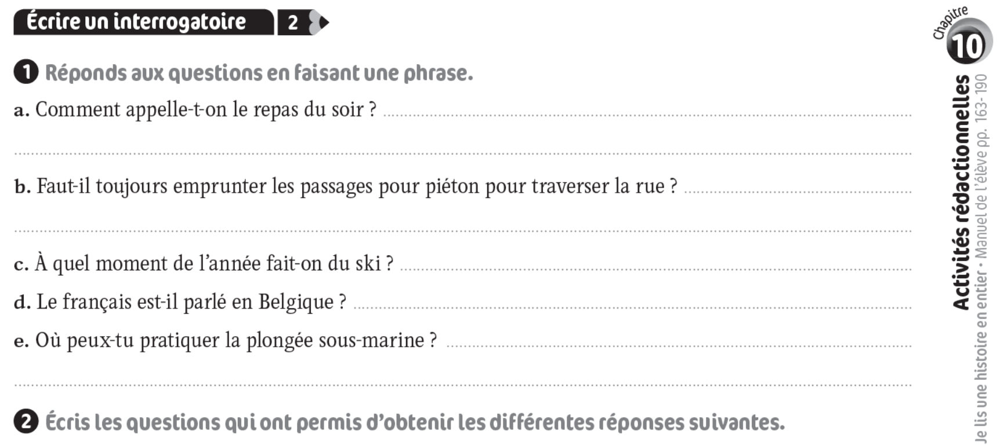 Écrire un interrogatoire 2
1 Réponds aux questions en faisant une phrase.
a. Comment appelle-t-on le repas du soir ?
b. Faut-il toujours emprunter les passages pour piéton pour traverser la rue ?
c. À quel moment de l’année fait-on du ski ?
d. Le français est-il parlé en Belgique ?
e. Où peux-tu pratiquer la plongée sous-marine ?
2 Écris les questions qui ont permis d’obtenir les différentes réponses suivantes.
Chapitre
10
Activités rédactionnelles
Je lis une histoire en entier • Manuel de l’élève pp. 163-190